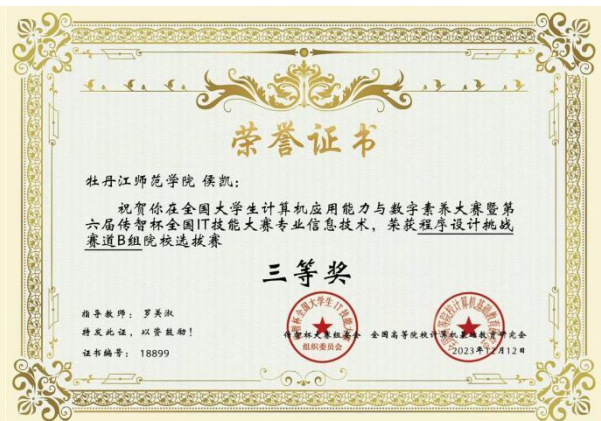 荣誉证书
牡丹江师范学院 侯凯：
祝贺你在全国大学生计算机应用能力与数字素养大赛暨第
六届传智杯全国IT技能大赛专业信息技术，荣获程序设计挑战
赛道B组院校选拔赛
三等奖
指导教师： 罗美淑
特发此证，以资鼓励！
证书编号： 18899
传智杯大赛组委会 全国高等院校计算机基础教育研究会
组织委员会
2023年12月12日